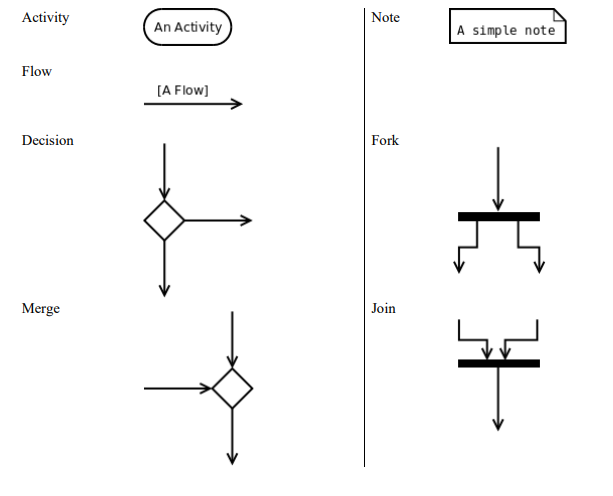 Activity
An Activity
Flow
[A Flow]
Decision
Merge
Note
A simple note
Fork
Join